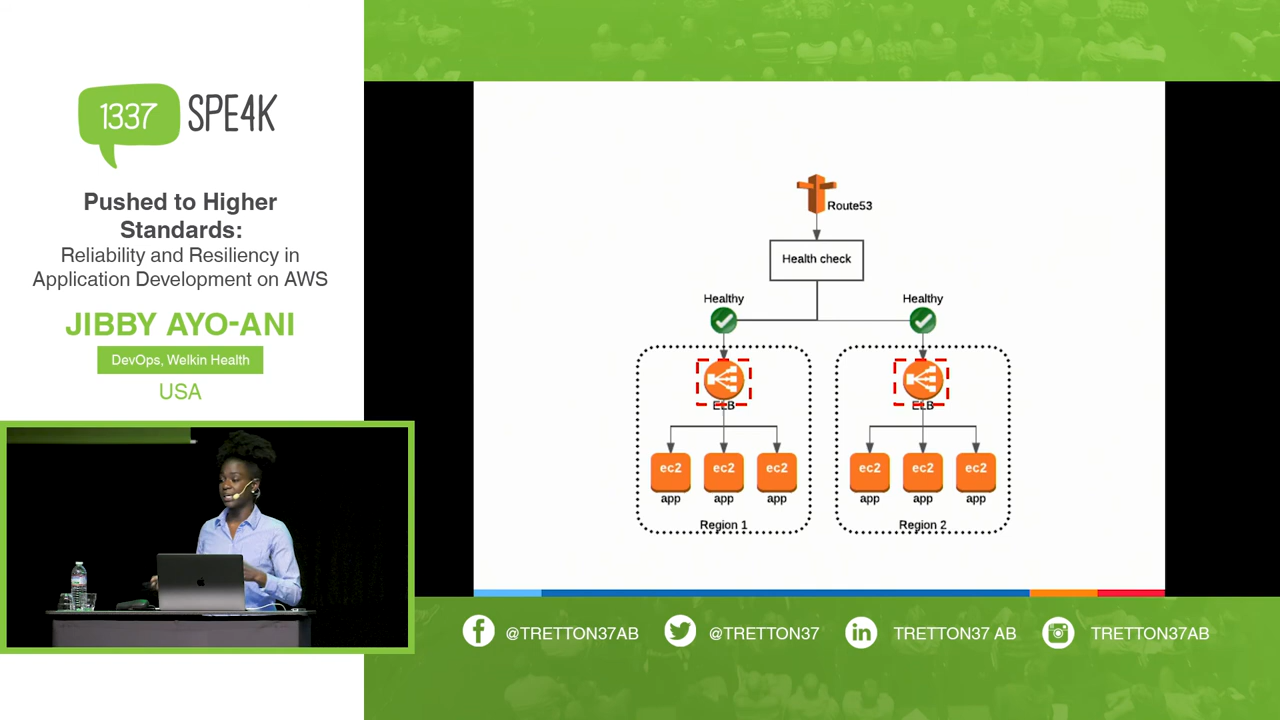 1337
SPE4K
Pushed to Higher
Standards:
Reliability and Resiliency in
Application Development on AWS
JIBBY AYO-ANI
DevOps, Welkin Health
USA
Route53
Health check
Healthy
Healthy
ELB
ELB
ec2
ec2
ec2
ec2
ec2
ec2
app
app
app
app
app
app
Region 1
Region 2
@TRETTON37AB
@TRETTON37
TRETTON37 AB
TRETTON37AB